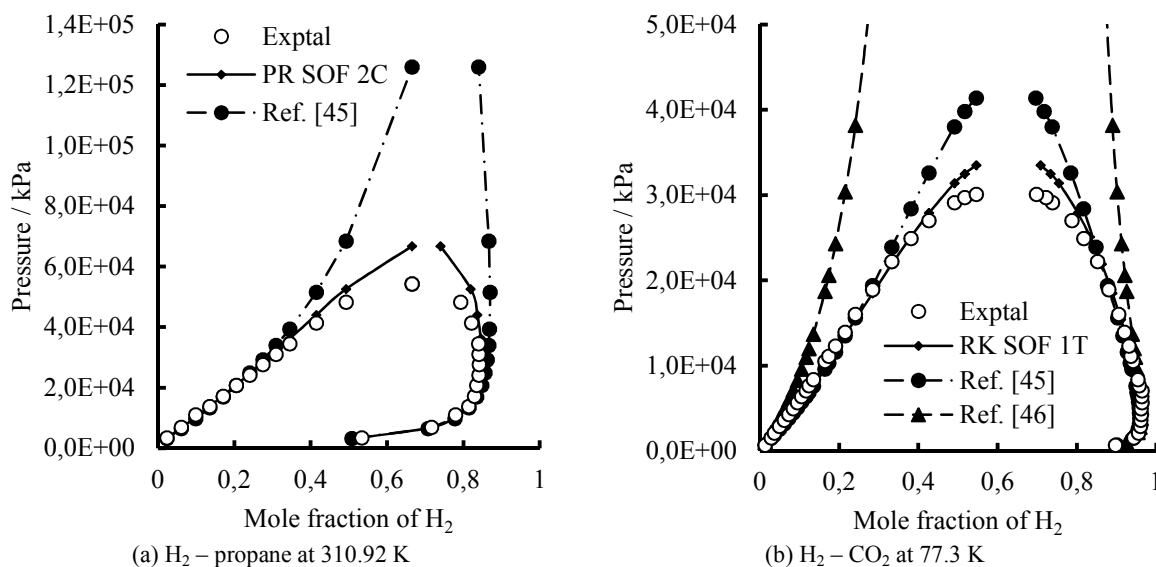 1,4E+05
1,2E+05
1,0E+05
8,0E+04
6,0E+04
4,0E+04
2,0E+04
0,0E+00
Pressure / kPa
Exptal
PR SOF 2C
Ref. [45]
0 0,2 0,4 0,6 0,8 1
Mole fraction of H₂
(a) H₂ – propane at 310.92 K
5,0E+04
4,0E+04
3,0E+04
2,0E+04
1,0E+04
0,0E+00
Pressure / kPa
Exptal
RK SOF 1T
Ref. [45]
Ref. [46]
0 0,2 0,4 0,6 0,8 1
Mole fraction of H₂
(b) H₂ – CO₂ at 77.3 K